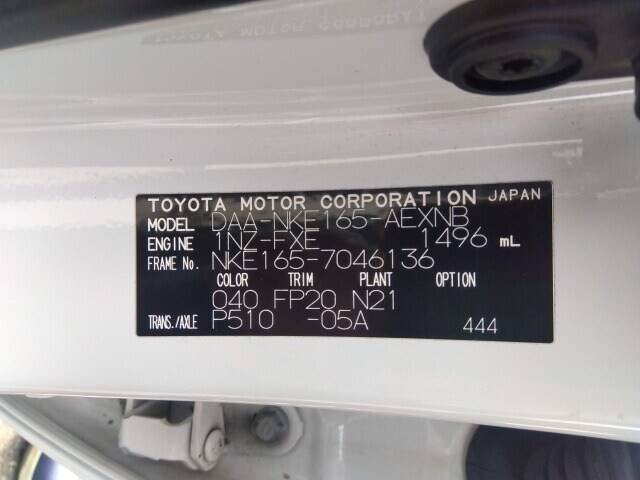 TOYOTA MOTOR CORPORATION JAPAN
MODEL DAA-NKE165-AEXNB
ENGINE 1NZ-FXE 1496 mL
FRAME No. NKE165-7046136
COLOR TRIM PLANT OPTION
040 FP20 N21
TRANS./AXLE P510 -05A 444